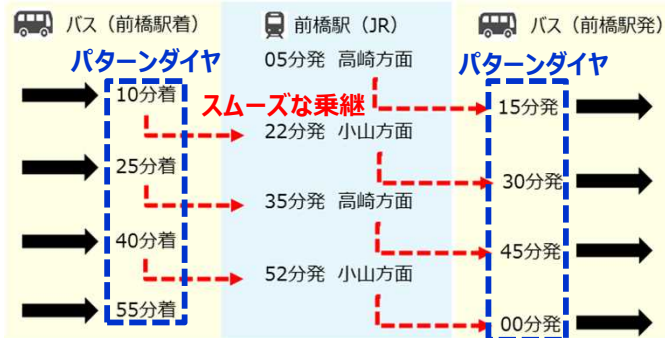 バス（前橋駅着）
前橋駅（JR）
バス（前橋駅発）
パターンダイヤ
05分発 高崎方面
パターンダイヤ
10分着
スムーズな乗継
15分発
22分発 小山方面
25分着
30分発
35分発 高崎方面
40分着
45分発
52分発 小山方面
55分着
00分発